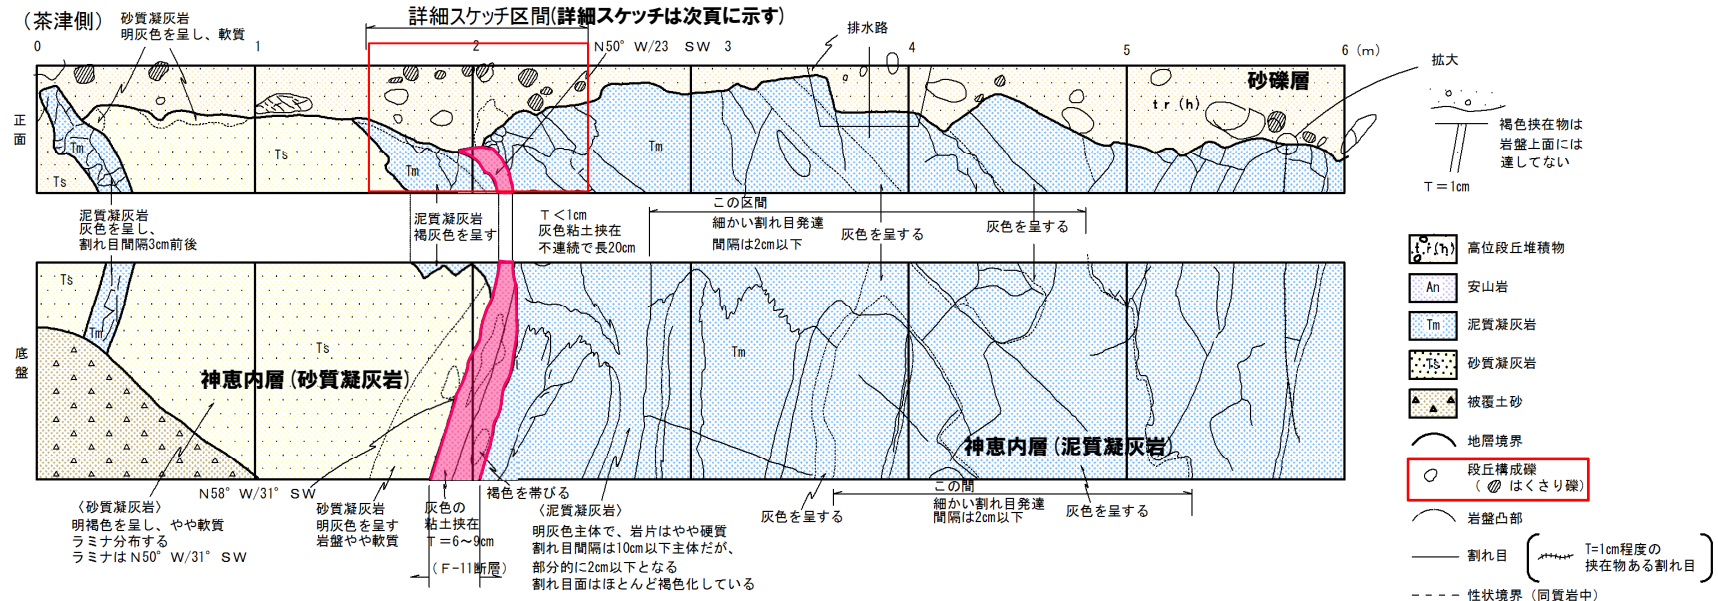 （茶津側）
砂質凝灰岩
明灰色を呈し、軟質
詳細スケッチ区間(詳細スケッチは次頁に示す)
排水路
0
1
2
N50°W/23 SW
3
4
5
6（m）
拡大
正面
砂礫層
tr(h)
Tm
Ts
Ts
Tm
Tm
褐色挟在物は
岩盤上面には
達してない
T＝1cm
泥質凝灰岩
灰色を呈し、
割れ目間隔3cm前後
泥質凝灰岩
褐灰色を呈す
T＜1cm
灰色粘土挟在
不連続で長20cm
この区間
細かい割れ目発達
間隔は2cm以下
灰色を呈する
灰色を呈する
底盤
Ts
Tm
Ts
Tm
神恵内層(砂質凝灰岩)
神恵内層(泥質凝灰岩)
〈砂質凝灰岩〉
明褐色を呈し、やや軟質
ラミナ分布する
ラミナはN50°W/31°SW
N58°W/31°SW
砂質凝灰岩
明灰色を呈す
岩盤やや軟質
灰色の
粘土挟在
T＝6～9cm
（F-11断層）
褐色を帯びる
〈泥質凝灰岩〉
明灰色主体で、岩片はやや硬質
割れ目間隔は10cm以下主体だが、
部分的に2cm以下となる
割れ目面はほとんど褐色化している
灰色を呈する
この間
細かい割れ目発達
間隔は2cm以下
灰色を呈する
tr(h)
高位段丘堆積物
An
安山岩
Tm
泥質凝灰岩
Ts
砂質凝灰岩
被覆土砂
地層境界
段丘構成礫
（ はくさり礫）
岩盤凸部
割れ目
T=1cm程度の
挟在物ある割れ目
性状境界（同質岩中）